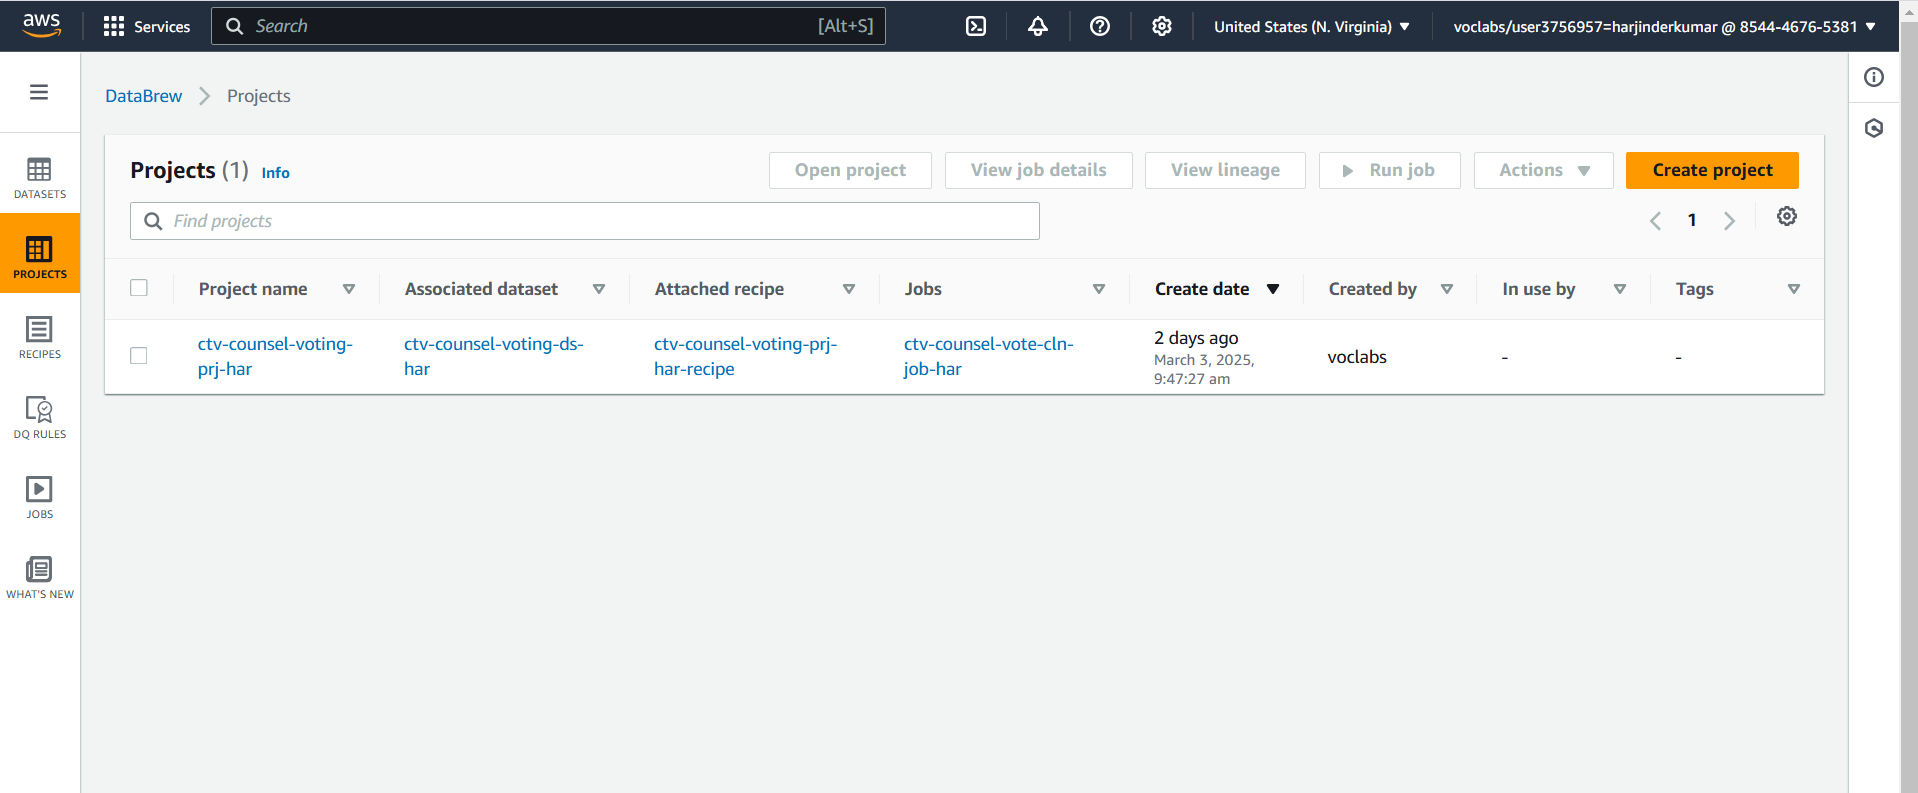 aws
Services
Search
[Alt+S]
United States (N. Virginia)
voclabs/user3756957=harjinderkumar @ 8544-4676-5381
DataBrew
Projects
DATASETS
PROJECTS
RECIPES
DQ RULES
JOBS
WHAT'S NEW
Projects (1) Info
Open project
View job details
View lineage
Run job
Actions
Create project
Find projects
1
Project name
Associated dataset
Attached recipe
Jobs
Create date
Created by
In use by
Tags
ctv-counsel-voting-
prj-har
ctv-counsel-voting-ds-
har
ctv-counsel-voting-prj-
har-recipe
ctv-counsel-vote-cln-
job-har
2 days ago
March 3, 2025,
9:47:27 am
voclabs
-
-